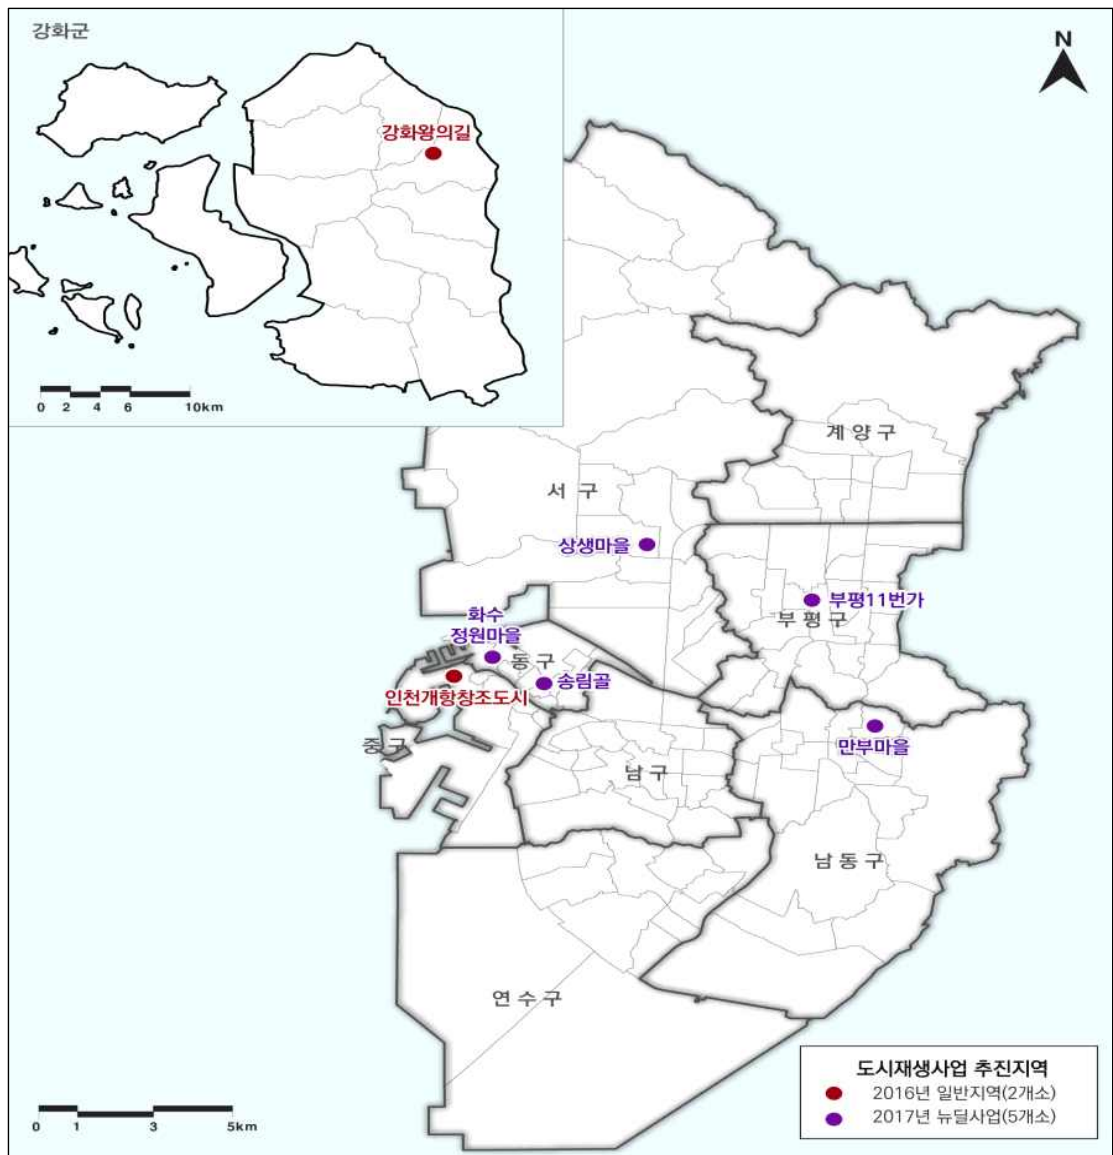 강화군
N
강화왕의길
0 2 4 6 10km
계양구
서구
상생마을
부평11번가
부평구
화수
정원마을
동구
송림골
인천개항창조도시
중구
만부마을
남구
남동구
연수구
도시재생사업 추진지역
2016년 일반지역(2개소)
2017년 뉴딜사업(5개소)
0 1 3 5km